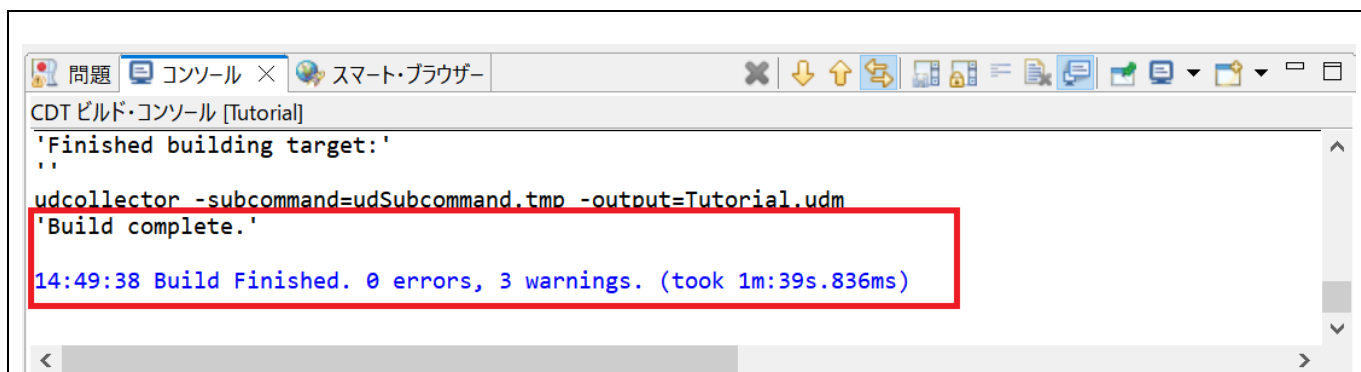 問題 コンソール スマート・ブラウザー
CDT ビルド・コンソール [Tutorial]
'Finished building target:'
' '
udcollector -subcommand=udSubcommand.tmp -output=Tutorial.udm
'Build complete.'
14:49:38 Build Finished. 0 errors, 3 warnings. (took 1m:39s.836ms)